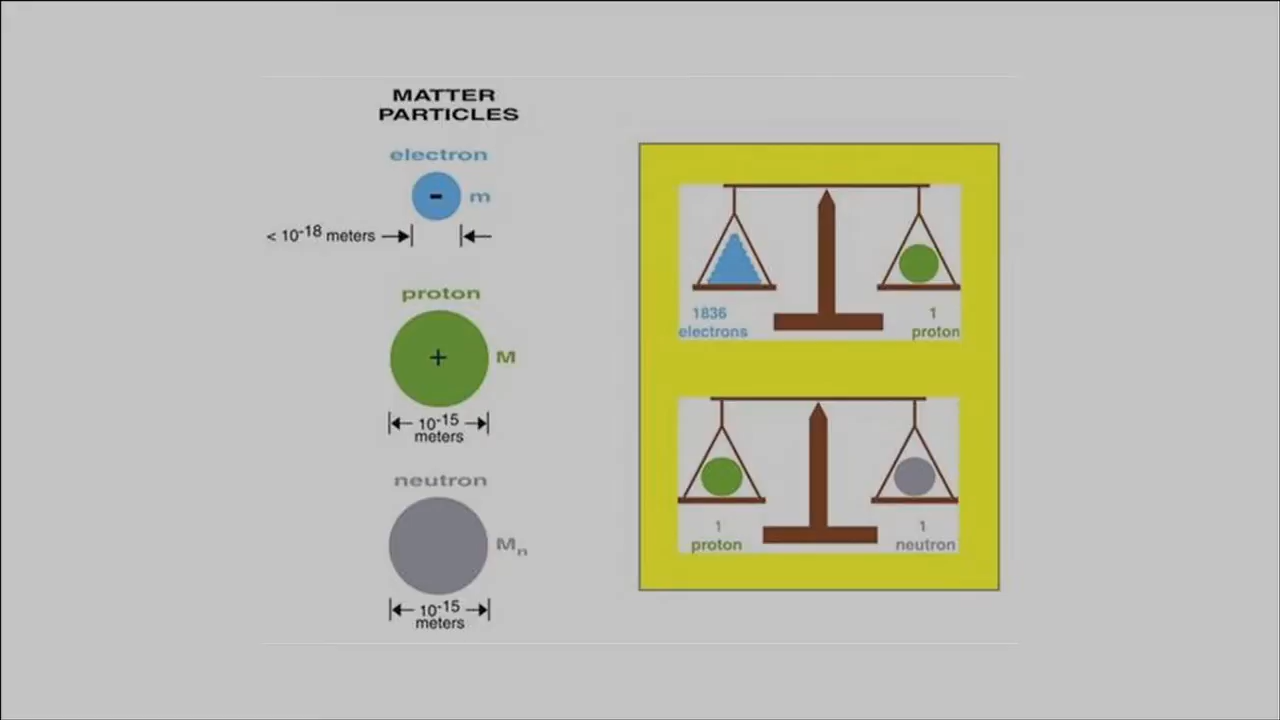 MATTER
PARTICLES
electron
- m
< 10-18 meters
proton
+ M
10-15
meters
neutron
Mn
10-15
meters
1836
electrons
1
proton
1
proton
1
neutron